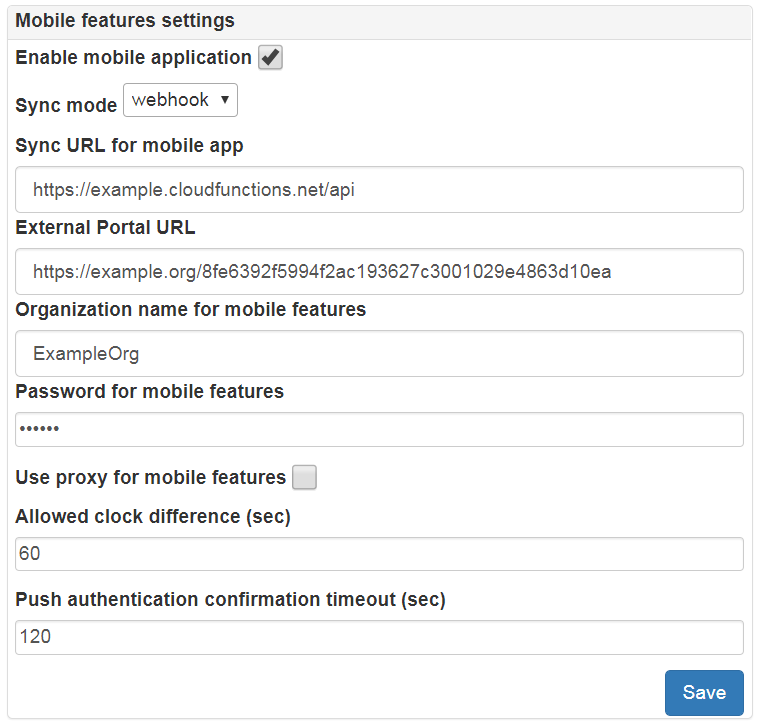 Mobile features settings
Enable mobile application
Sync mode webhook
Sync URL for mobile app
https://example.cloudfunctions.net/api
External Portal URL
https://example.org/8fe6392f5994f2ac193627c3001029e4863d10ea
Organization name for mobile features
ExampleOrg
Password for mobile features
••••••
Use proxy for mobile features
Allowed clock difference (sec)
60
Push authentication confirmation timeout (sec)
120
Save